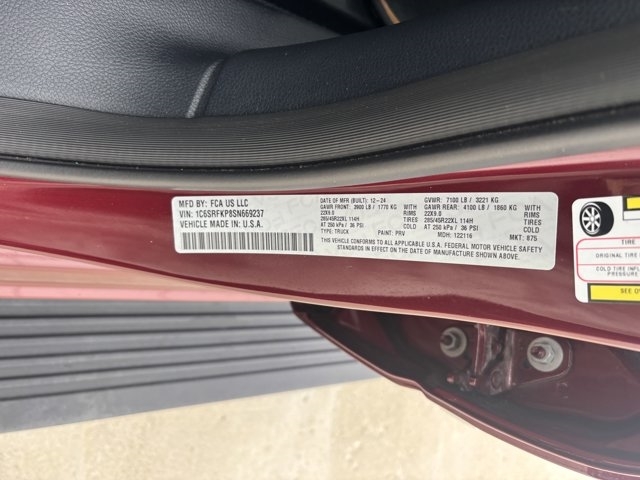 MFD BY: FCA US LLC
VIN: 1C6SRFKP8SN669237
VEHICLE MADE IN: U.S.A.
DATE OF MFR (BUILT): 12-24
GAWR FRONT: 3900 LB / 1770 KG WITH
22X9.0
285/45R22XL 114H TIRES
AT 250 kPa / 36 PSI COLD
TYPE: TRUCK PAINT: PRV
GVWR: 7100 LB / 3221 KG
GAWR REAR: 4100 LB / 1860 KG WITH
22X9.0
285/45R22XL 114H TIRES
AT 250 kPa / 36 PSI COLD
MDH: 122116 MKT: 875
THIS VEHICLE CONFORMS TO ALL APPLICABLE U.S.A. FEDERAL MOTOR VEHICLE SAFETY
STANDARDS IN EFFECT ON THE DATE OF MANUFACTURE SHOWN ABOVE.
TIRE
ORIGINAL TIRE
COLD TIRE
PRESSURE
SEE